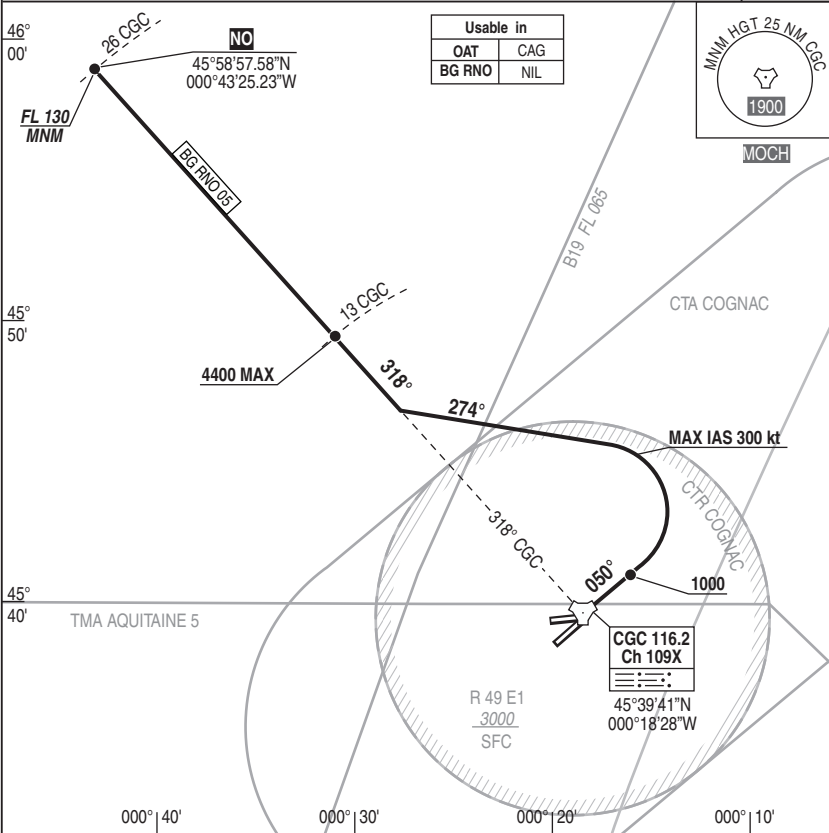 46°
00'
26 CGC
NO
45°58'57.58"N
000°43'25.23"W
Usable in
OAT CAG
BG RNO NIL
MNM HGT 25 NM CGC
1900
MOCH
FL 130
MNM
BG RNO 05
B19 FL 065
CTA COGNAC
45°
50'
13 CGC
4400 MAX
318°
274°
MAX IAS 300 kt
CTR COGNAC
318° CGC
050°
1000
45°
40'
TMA AQUITAINE 5
CGC 116.2
Ch 109X
45°39'41"N
000°18'28"W
R 49 E1
3000
SFC
000°40'
000°30'
000°20'
000°10'